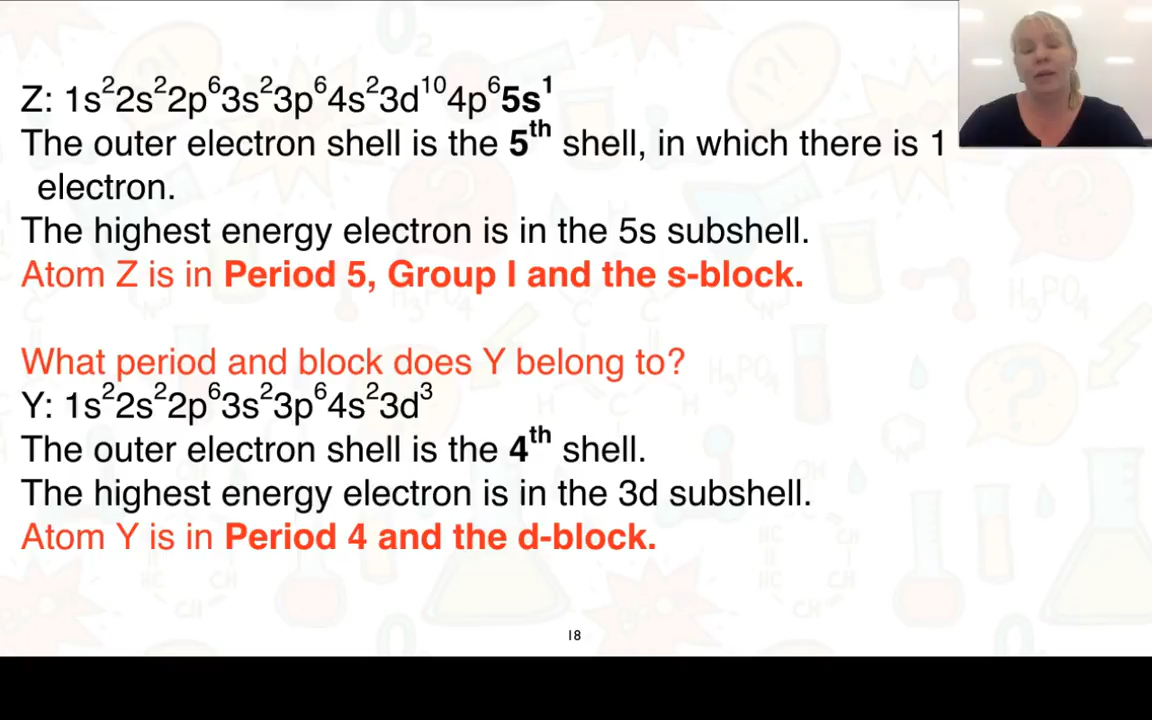 Z: 1s²2s²2p⁶3s²3p⁶4s²3d¹⁰4p⁶5s¹
The outer electron shell is the 5ᵗʰ shell, in which there is 1
electron.
The highest energy electron is in the 5s subshell.
Atom Z is in Period 5, Group I and the s-block.
What period and block does Y belong to?
Y: 1s²2s²2p⁶3s²3p⁶4s²3d³
The outer electron shell is the 4ᵗʰ shell.
The highest energy electron is in the 3d subshell.
Atom Y is in Period 4 and the d-block.
18